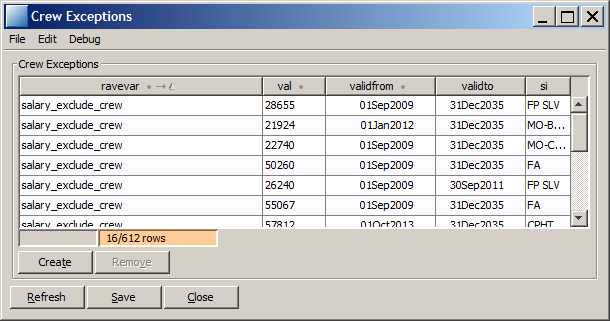 Crew Exceptions
File Edit Debug
Crew Exceptions
ravevar val validfrom validto si
salary_exclude_crew 28655 01Sep2009 31Dec2035 FP SLV
salary_exclude_crew 21924 01Jan2012 31Dec2035 MO-B...
salary_exclude_crew 22740 01Sep2009 31Dec2035 MO-C...
salary_exclude_crew 50260 01Sep2009 31Dec2035 FA
salary_exclude_crew 26240 01Sep2009 30Sep2011 FP SLV
salary_exclude_crew 55067 01Sep2009 31Dec2035 FA
salary_exclude_crew 57812 01Oct2013 31Dec2035 CPHT
16/612 rows
Create Remove
Refresh Save Close